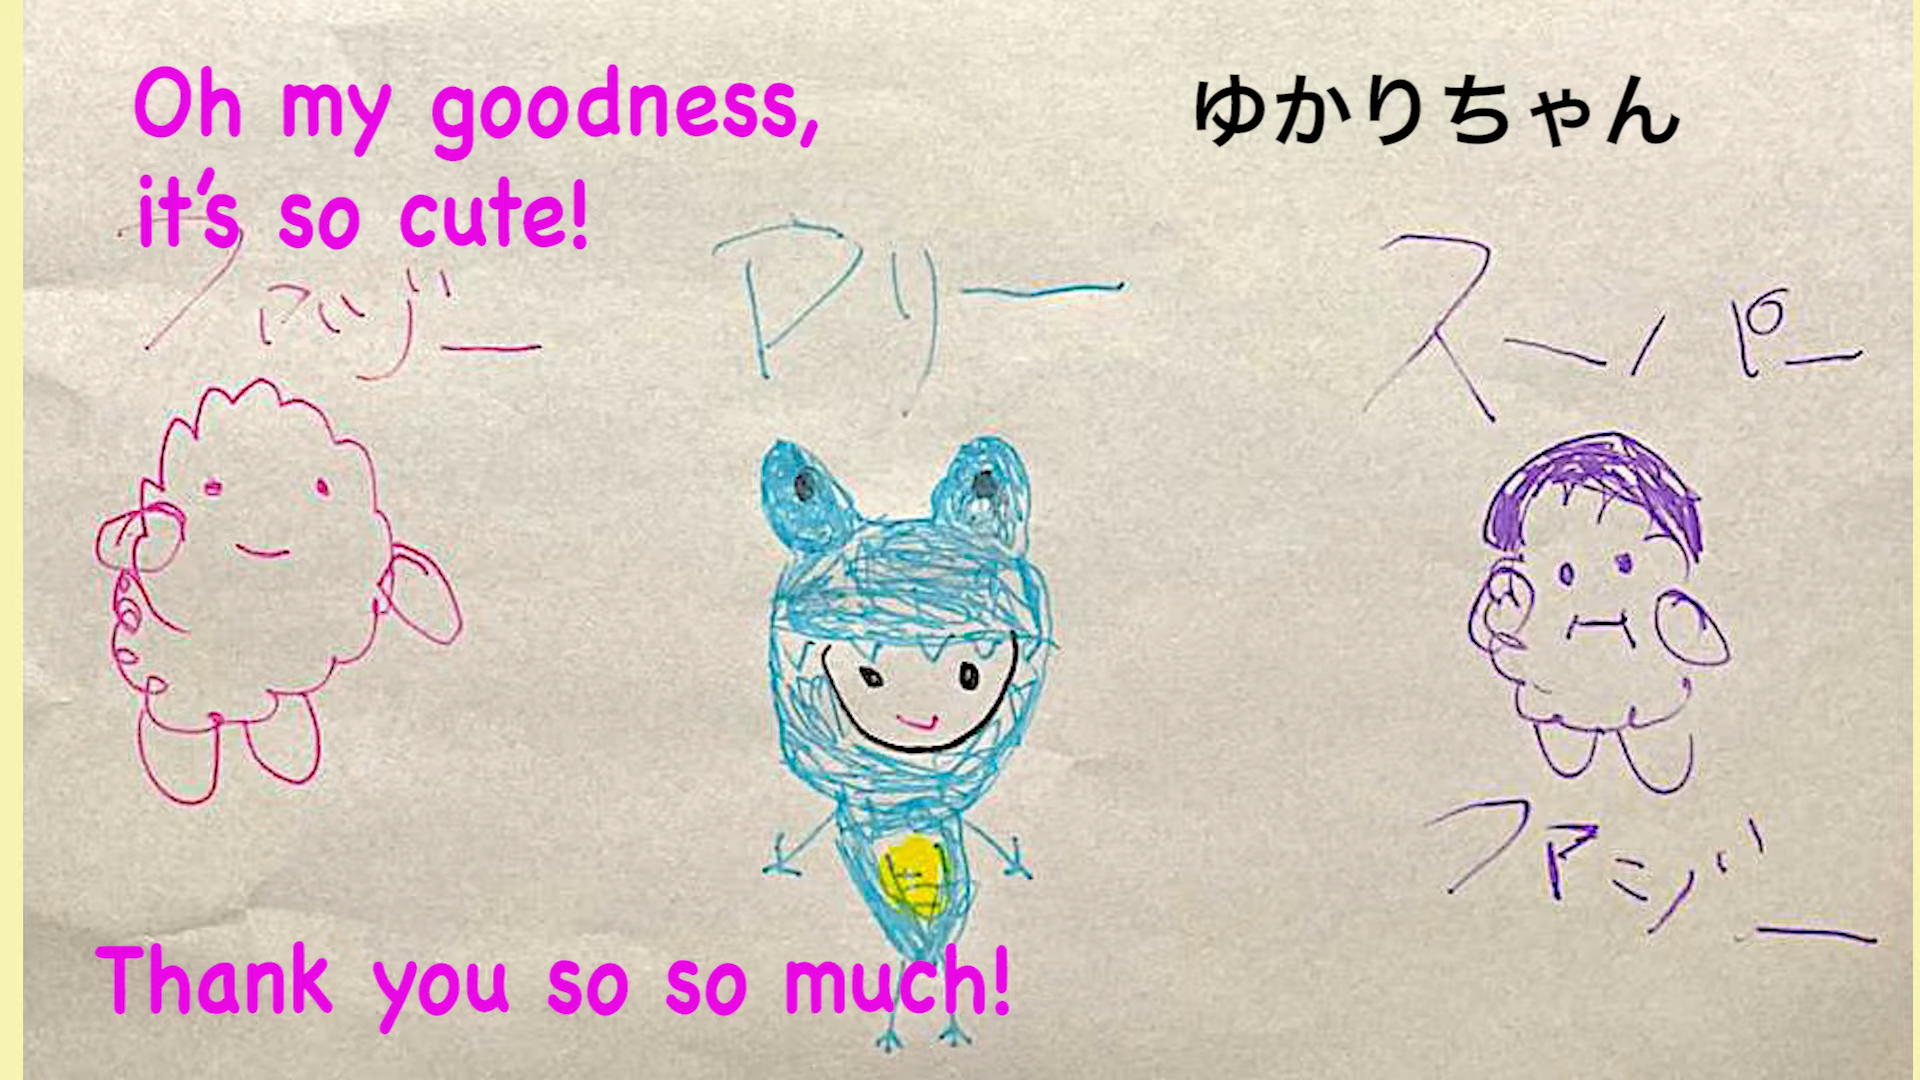 Oh my goodness,
it's so cute!
ゆかりちゃん
ファジー
アリー
スーパー
ファジー
Thank you so so much!